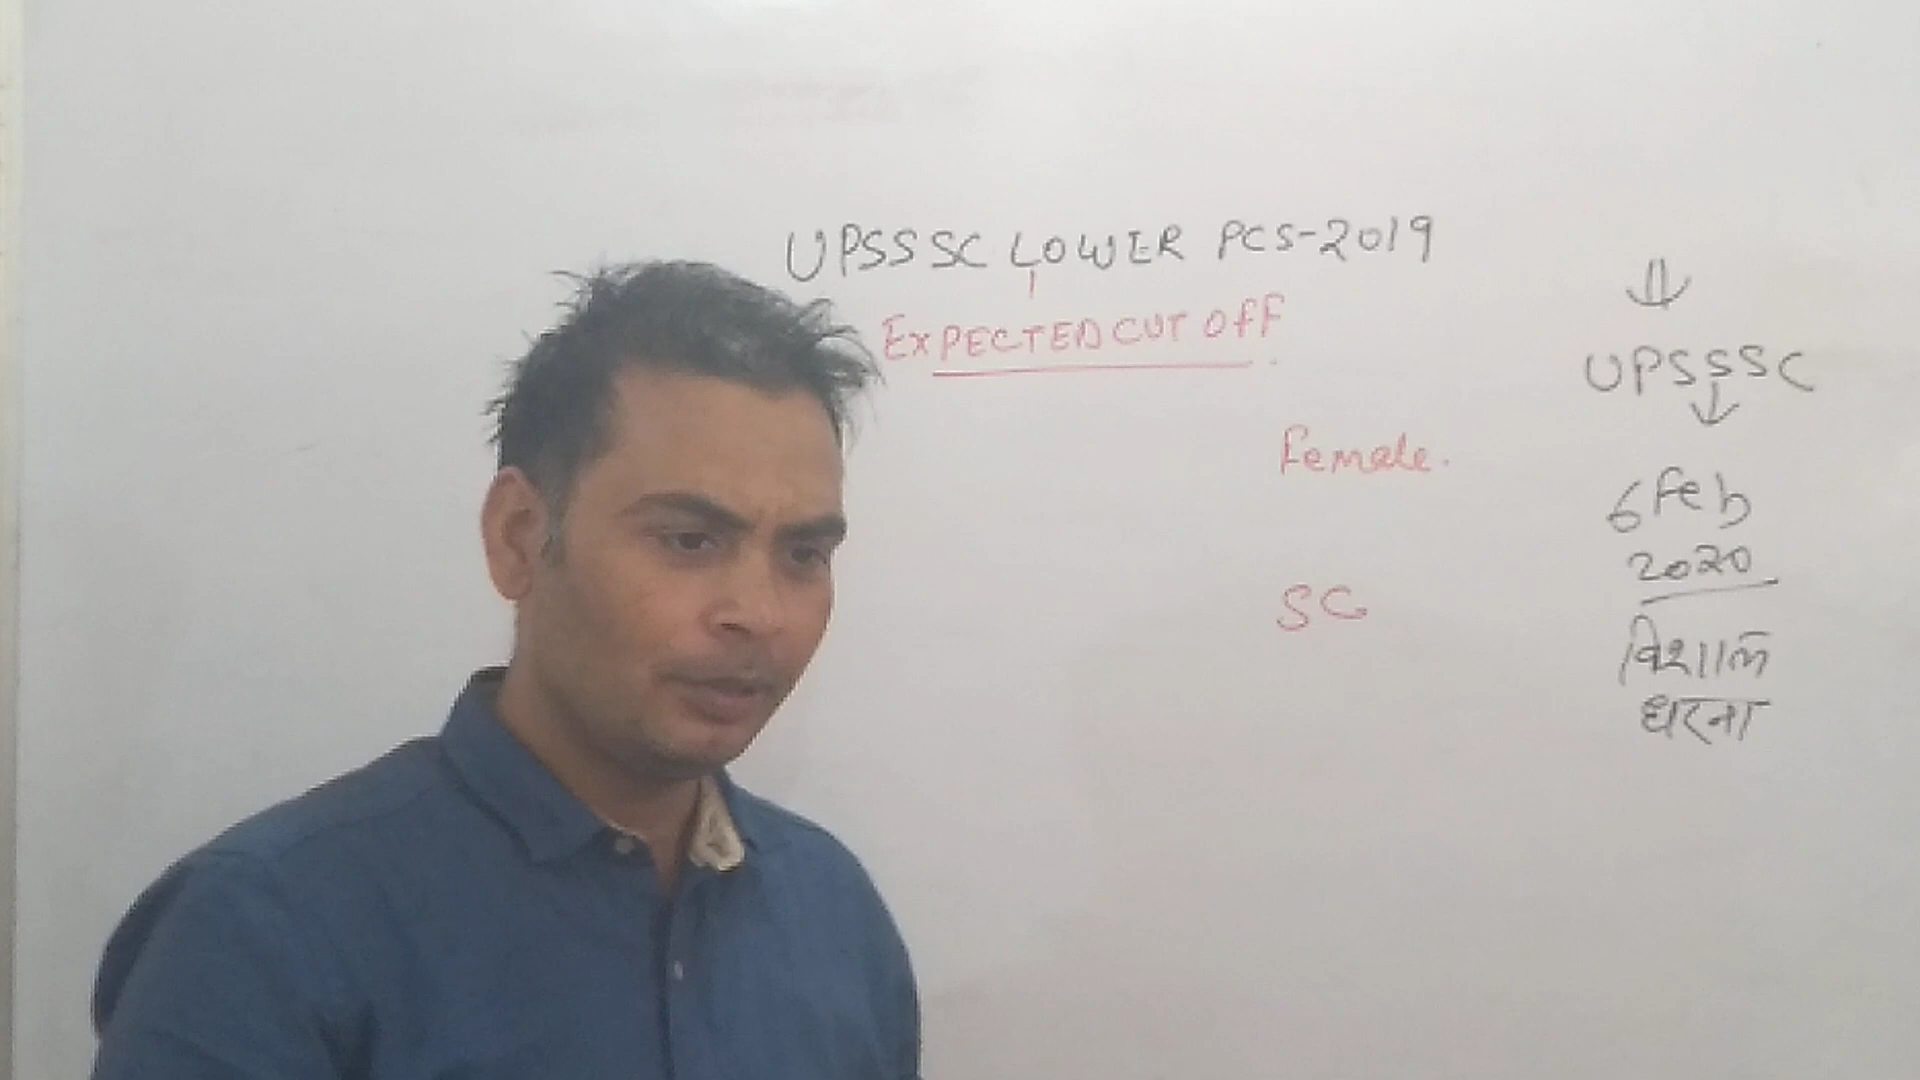 UPSSSC LOWER PCS-2019
EXPECTED CUT OFF
Female.
SC
UPSSSC
6 Feb
2020
विशाल
धरना